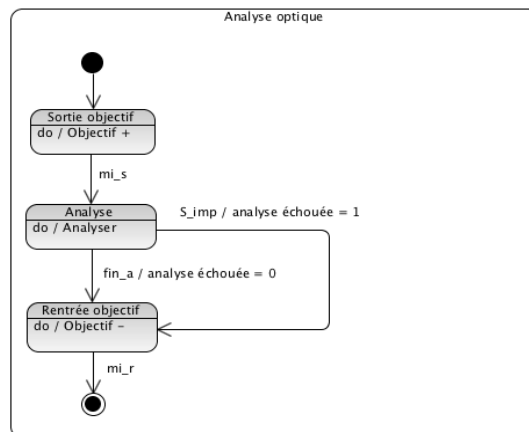 Analyse optique
Sortie objectif
do / Objectif +
mi_s
S_imp / analyse échouée = 1
Analyse
do / Analyser
fin_a / analyse échouée = 0
Rentrée objectif
do / Objectif -
mi_r